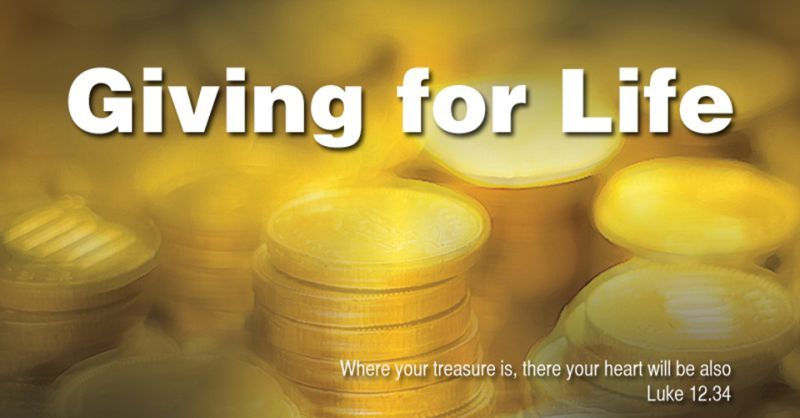 Giving for Life
Where your treasure is, there your heart will be also
Luke 12.34